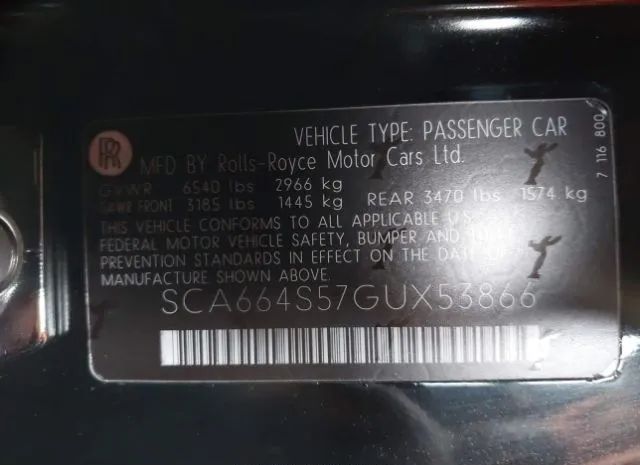 VEHICLE TYPE: PASSENGER CAR
RR
MFD BY Rolls-Royce Motor Cars Ltd.
GVWR 6540 lbs 2966 kg
GAWR FRONT 3185 lbs 1445 kg REAR 3470 lbs 1574 kg
THIS VEHICLE CONFORMS TO ALL APPLICABLE U.S.
FEDERAL MOTOR VEHICLE SAFETY, BUMPER AND THEFT
PREVENTION STANDARDS IN EFFECT ON THE DATE OF
MANUFACTURE SHOWN ABOVE.
SCA664S57GUX53866
7 116 800